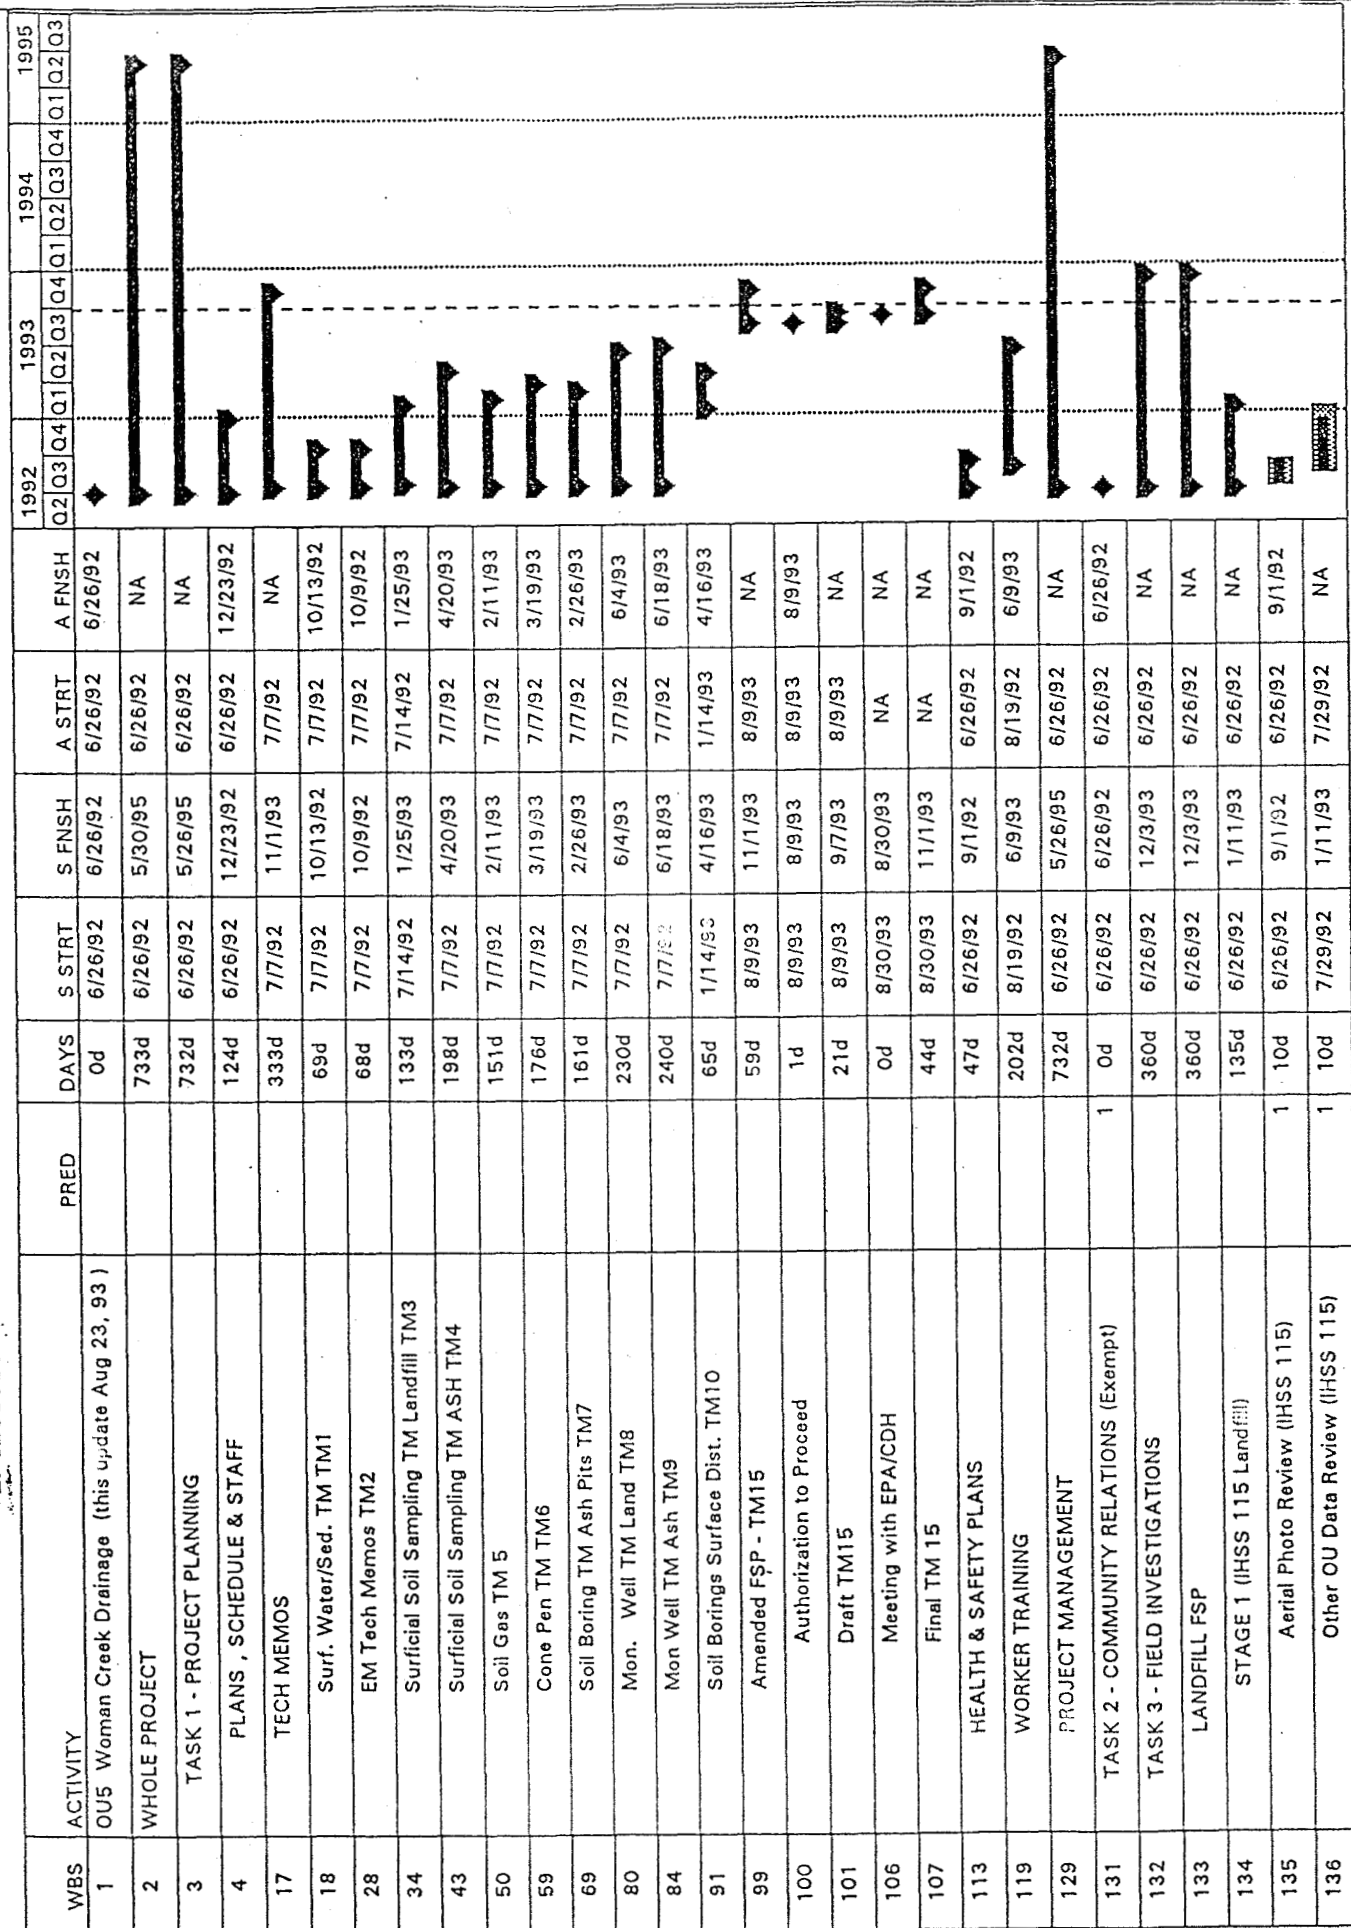 WBS ACTIVITY PRED DAYS S STRT S FNSH A STRT A FNSH 1992 1993 1994 1995
Q2 Q3 Q4 Q1 Q2 Q3 Q4 Q1 Q2 Q3 Q4 Q1 Q2 Q3
1 OU5 Woman Creek Drainage (this update Aug 23, 93 ) 0d 6/26/92 6/26/92 6/26/92 6/26/92
2 WHOLE PROJECT 733d 6/26/92 5/30/95 6/26/92 NA
3 TASK 1 - PROJECT PLANNING 732d 6/26/92 5/26/95 6/26/92 NA
4 PLANS , SCHEDULE & STAFF 124d 6/26/92 12/23/92 6/26/92 12/23/92
17 TECH MEMOS 333d 7/7/92 11/1/93 7/7/92 NA
18 Surf. Water/Sed. TM TM1 69d 7/7/92 10/13/92 7/7/92 10/13/92
28 EM Tech Memos TM2 68d 7/7/92 10/9/92 7/7/92 10/9/92
34 Surficial Soil Sampling TM Landfill TM3 133d 7/14/92 1/25/93 7/14/92 1/25/93
43 Surficial Soil Sampling TM ASH TM4 198d 7/7/92 4/20/93 7/7/92 4/20/93
50 Soil Gas TM 5 151d 7/7/92 2/11/93 7/7/92 2/11/93
59 Cone Pen TM TM6 176d 7/7/92 3/19/93 7/7/92 3/19/93
69 Soil Boring TM Ash Pits TM7 161d 7/7/92 2/26/93 7/7/92 2/26/93
80 Mon. Well TM Land TM8 230d 7/7/92 6/4/93 7/7/92 6/4/93
84 Mon Well TM Ash TM9 240d 7/7/92 6/18/93 7/7/92 6/18/93
91 Soil Borings Surface Dist. TM10 65d 1/14/93 4/16/93 1/14/93 4/16/93
99 Amended FSP - TM15 59d 8/9/93 11/1/93 8/9/93 NA
100 Authorization to Proceed 1d 8/9/93 8/9/93 8/9/93 8/9/93
101 Draft TM15 21d 8/9/93 9/7/93 8/9/93 NA
106 Meeting with EPA/CDH 0d 8/30/93 8/30/93 NA NA
107 Final TM 15 44d 8/30/93 11/1/93 NA NA
113 HEALTH & SAFETY PLANS 47d 6/26/92 9/1/92 6/26/92 9/1/92
119 WORKER TRAINING 202d 8/19/92 6/9/93 8/19/92 6/9/93
129 PROJECT MANAGEMENT 732d 6/26/92 5/26/95 6/26/92 NA
131 TASK 2 - COMMUNITY RELATIONS (Exempt) 1 0d 6/26/92 6/26/92 6/26/92 6/26/92
132 TASK 3 - FIELD INVESTIGATIONS 360d 6/26/92 12/3/93 6/26/92 NA
133 LANDFILL FSP 360d 6/26/92 12/3/93 6/26/92 NA
134 STAGE 1 (IHSS 115 Landfill) 135d 6/26/92 1/11/93 6/26/92 NA
135 Aerial Photo Review (IHSS 115) 1 10d 6/26/92 9/1/92 6/26/92 9/1/92
136 Other OU Data Review (IHSS 115) 1 10d 7/29/92 1/11/93 7/29/92 NA